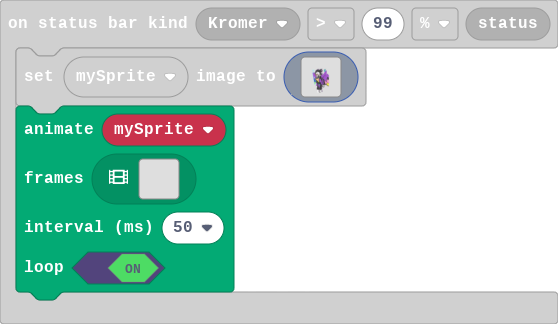 on status bar kind Kromer > 99 % status
set mySprite image to
animate mySprite
frames
interval (ms) 50
loop ON